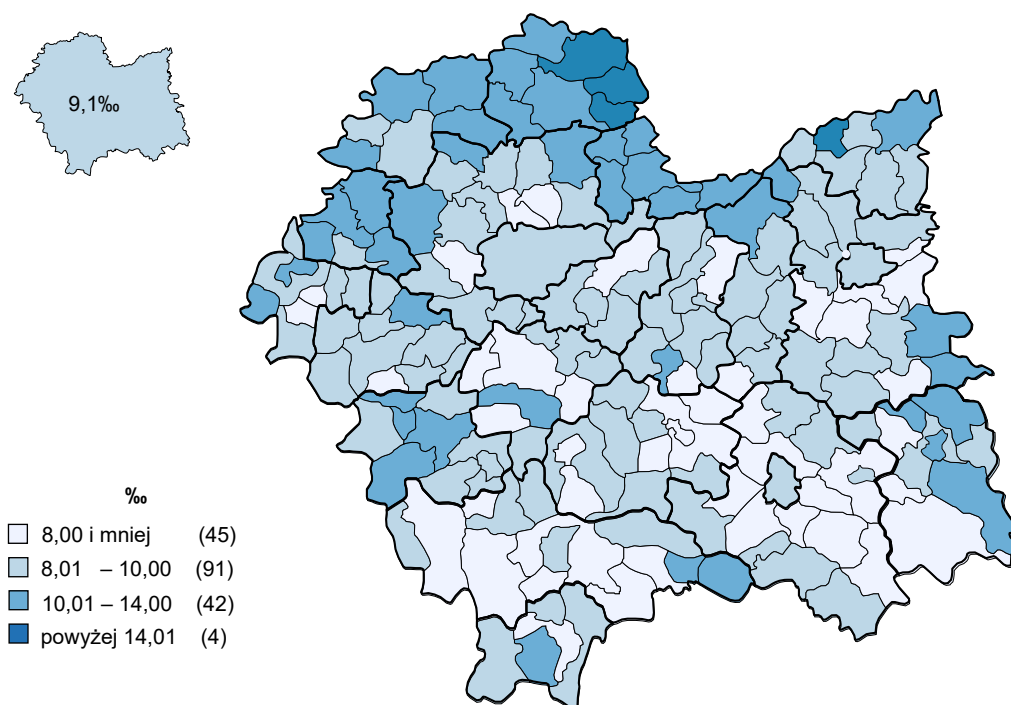 9,1‰
‰
8,00 i mniej (45)
8,01 – 10,00 (91)
10,01 – 14,00 (42)
powyżej 14,01 (4)